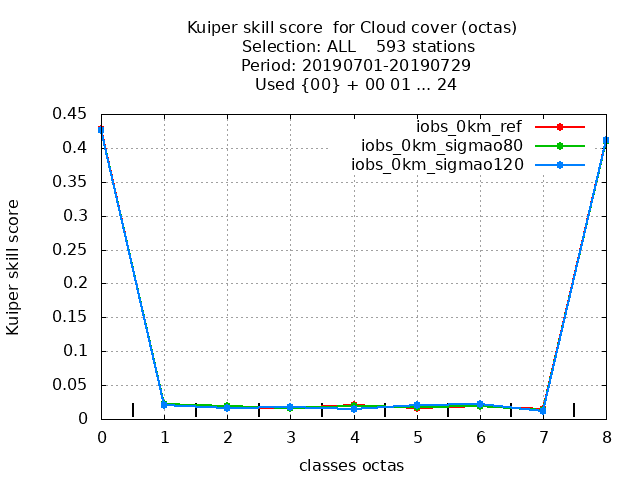 Kuiper skill score  for Cloud cover (octas)
Selection: ALL    593 stations
Period: 20190701-20190729
Used {00} + 00 01 ... 24
iobs_0km_ref
iobs_0km_sigmao80
iobs_0km_sigmao120
Kuiper skill score
0.45
0.4
0.35
0.3
0.25
0.2
0.15
0.1
0.05
0
0 1 2 3 4 5 6 7 8
classes octas